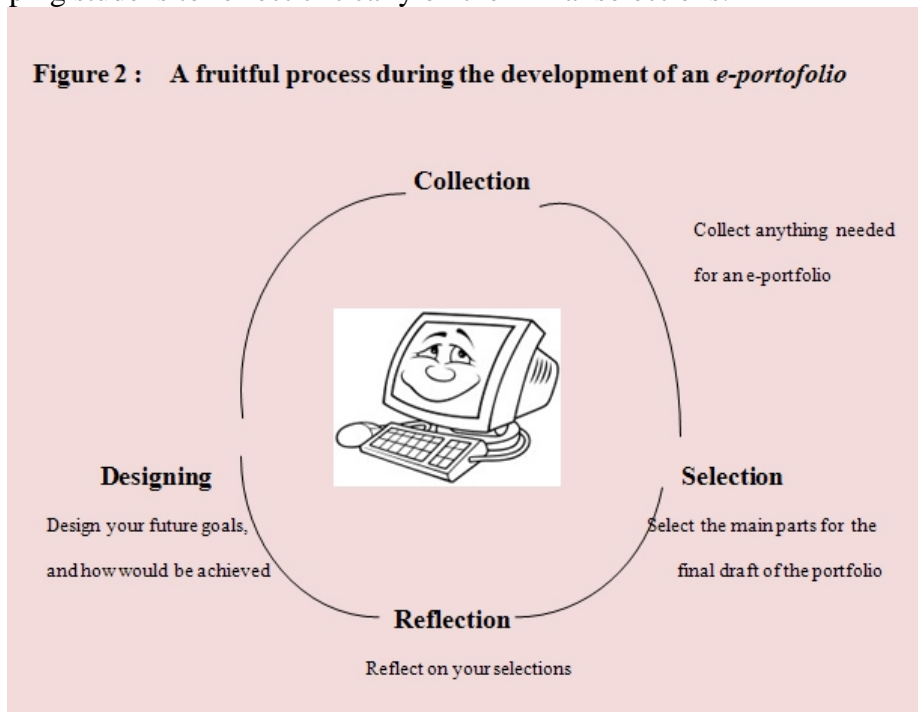 Figure 2 : A fruitful process during the development of an e-portofolio
Collection
Collect anything needed
for an e-portfolio
Designing
Design your future goals,
and how would be achieved
Selection
Select the main parts for the
final draft of the portfolio
Reflection
Reflect on your selections